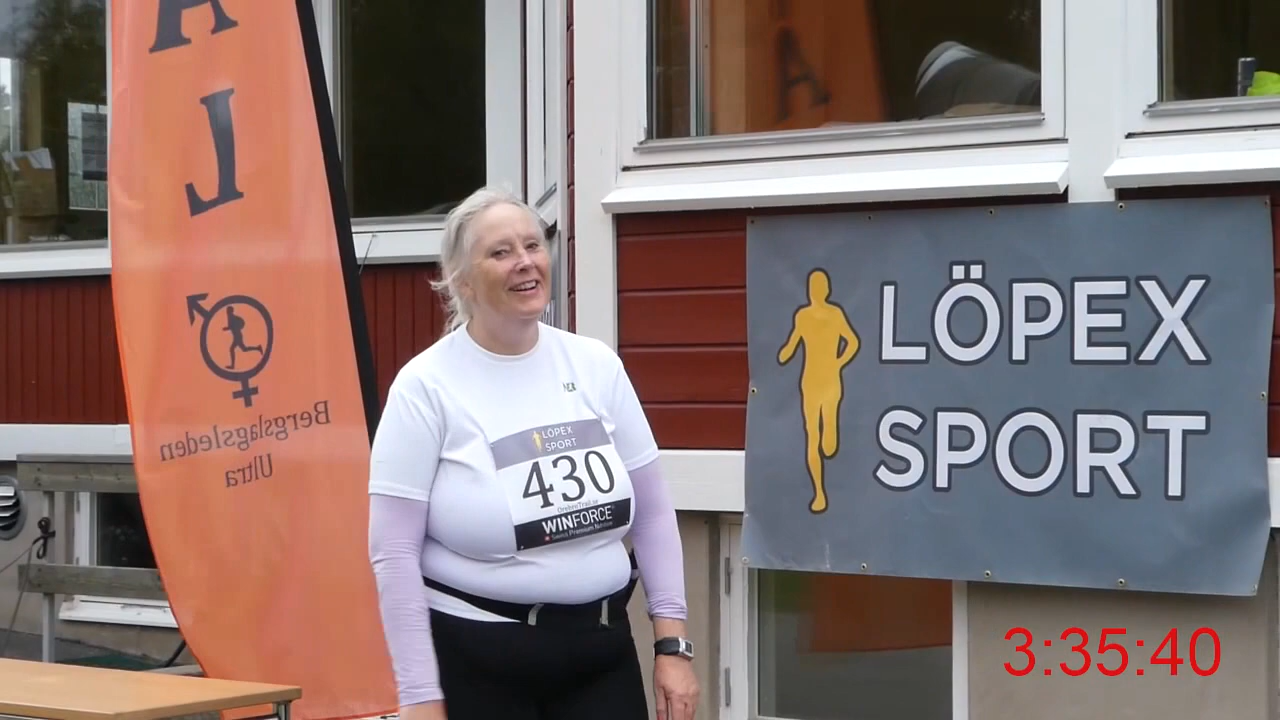 A
L
Bergslagsleden
Ultra
LÖPEX
SPORT
LÖPEX
SPORT
430
WINFORCE
3:35:40